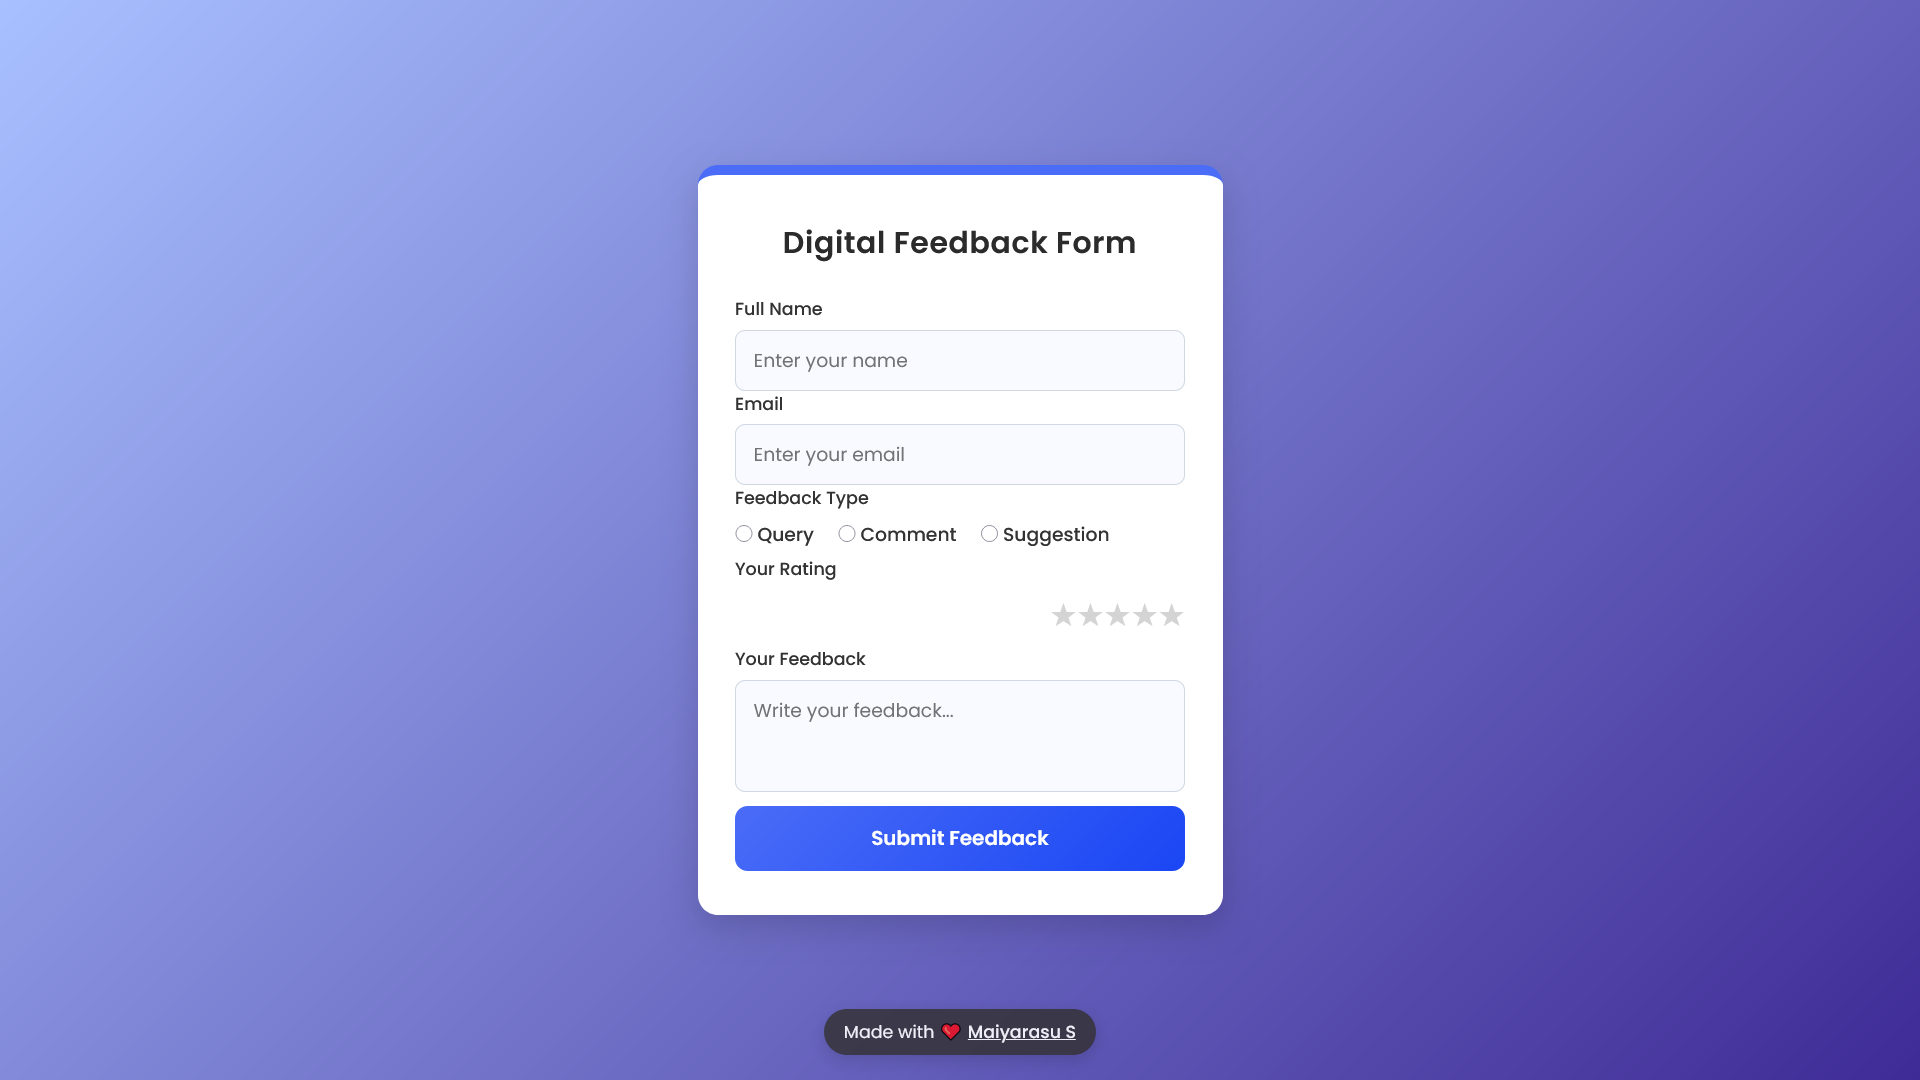 Digital Feedback Form
Full Name
Enter your name
Email
Enter your email
Feedback Type
Query Comment Suggestion
Your Rating
★★★★★
Your Feedback
Write your feedback...
Submit Feedback
Made with ❤️ Maiyarasu S